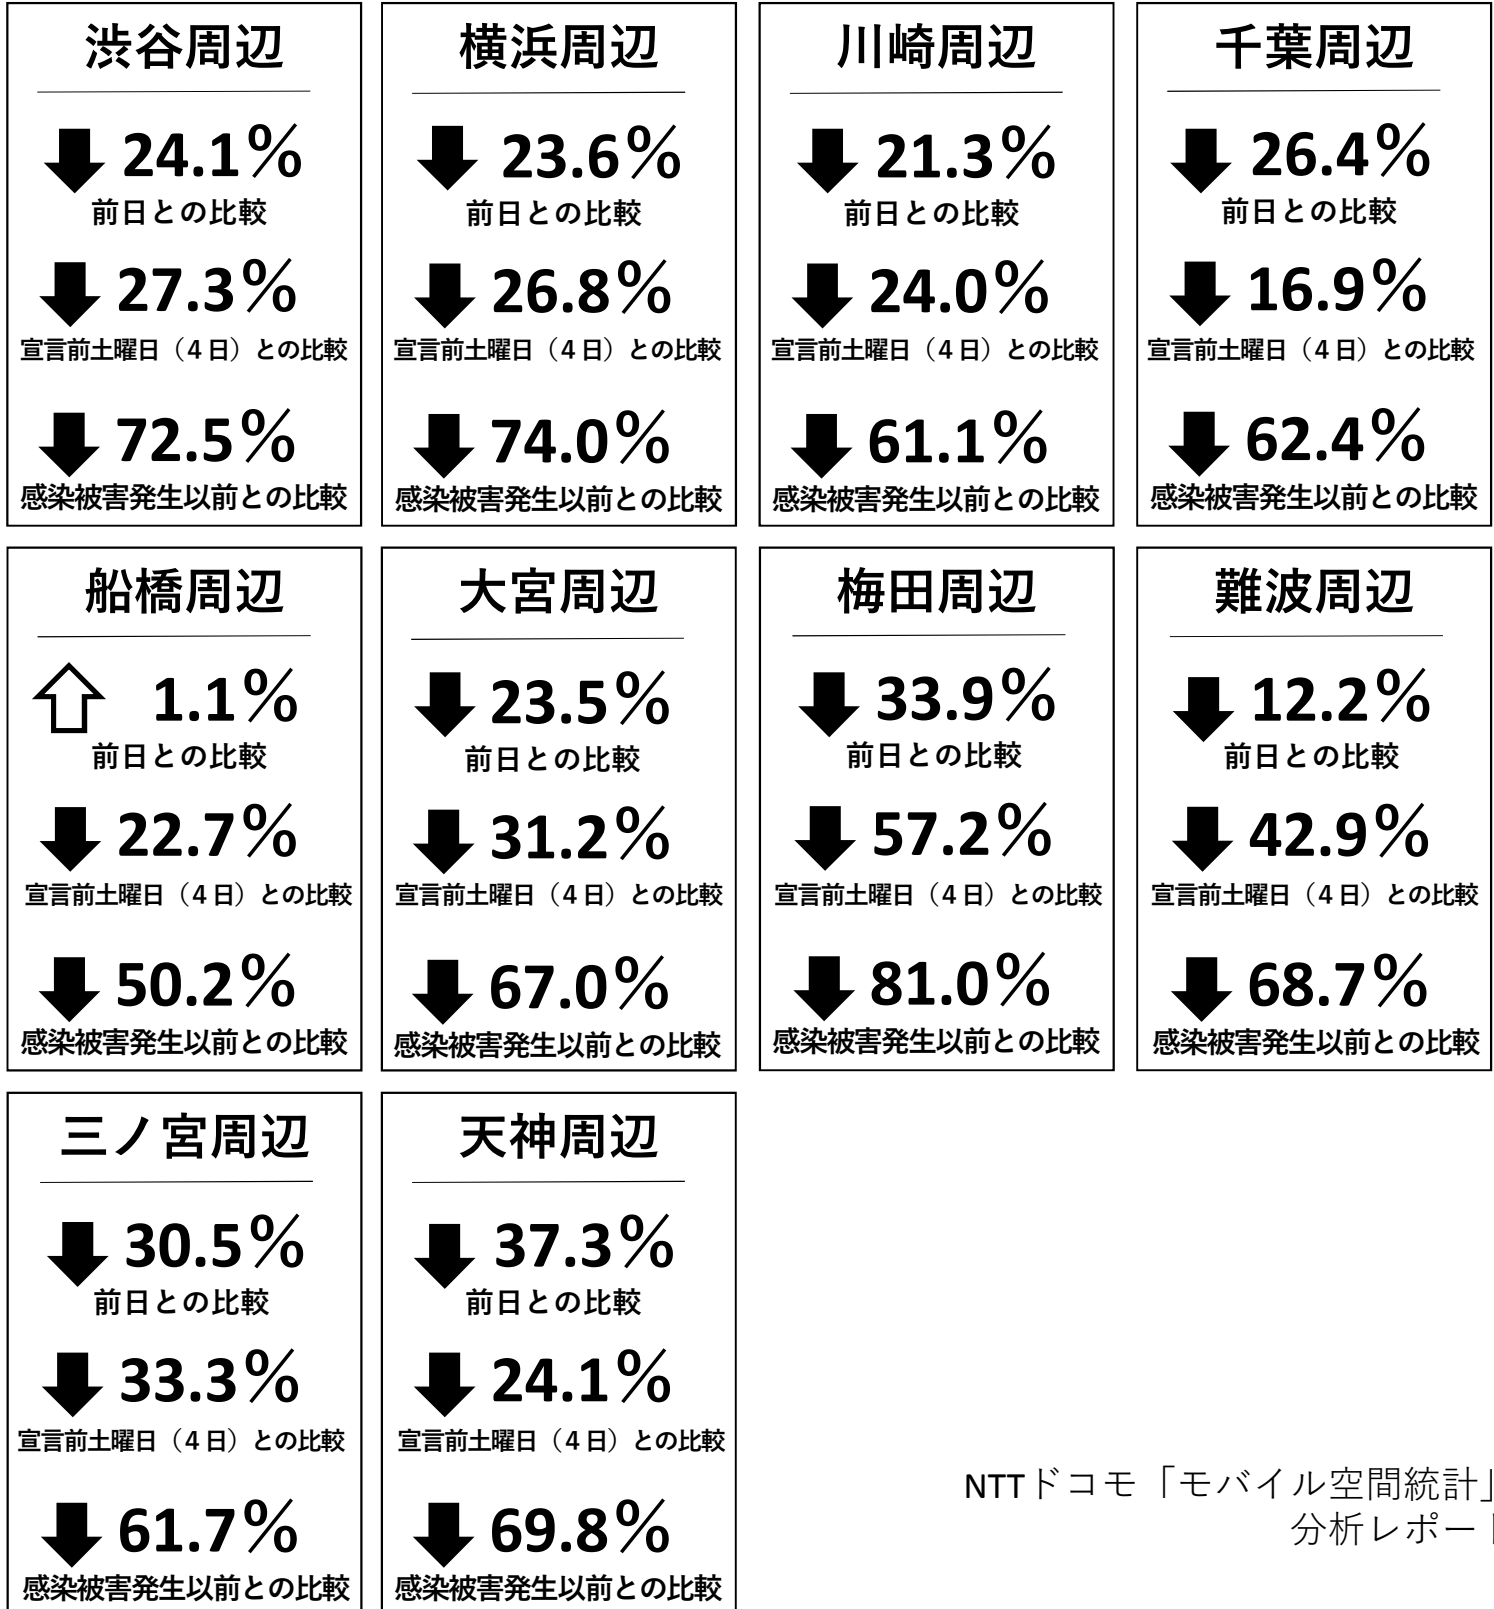 渋谷周辺
24.1%
前日との比較
27.3%
宣言前土曜日（4日）との比較
72.5%
感染被害発生以前との比較
横浜周辺
23.6%
前日との比較
26.8%
宣言前土曜日（4日）との比較
74.0%
感染被害発生以前との比較
川崎周辺
21.3%
前日との比較
24.0%
宣言前土曜日（4日）との比較
61.1%
感染被害発生以前との比較
千葉周辺
26.4%
前日との比較
16.9%
宣言前土曜日（4日）との比較
62.4%
感染被害発生以前との比較
船橋周辺
1.1%
前日との比較
22.7%
宣言前土曜日（4日）との比較
50.2%
感染被害発生以前との比較
大宮周辺
23.5%
前日との比較
31.2%
宣言前土曜日（4日）との比較
67.0%
感染被害発生以前との比較
梅田周辺
33.9%
前日との比較
57.2%
宣言前土曜日（4日）との比較
81.0%
感染被害発生以前との比較
難波周辺
12.2%
前日との比較
42.9%
宣言前土曜日（4日）との比較
68.7%
感染被害発生以前との比較
三ノ宮周辺
30.5%
前日との比較
33.3%
宣言前土曜日（4日）との比較
61.7%
感染被害発生以前との比較
天神周辺
37.3%
前日との比較
24.1%
宣言前土曜日（4日）との比較
69.8%
感染被害発生以前との比較
NTTドコモ「モバイル空間統計」
分析レポート